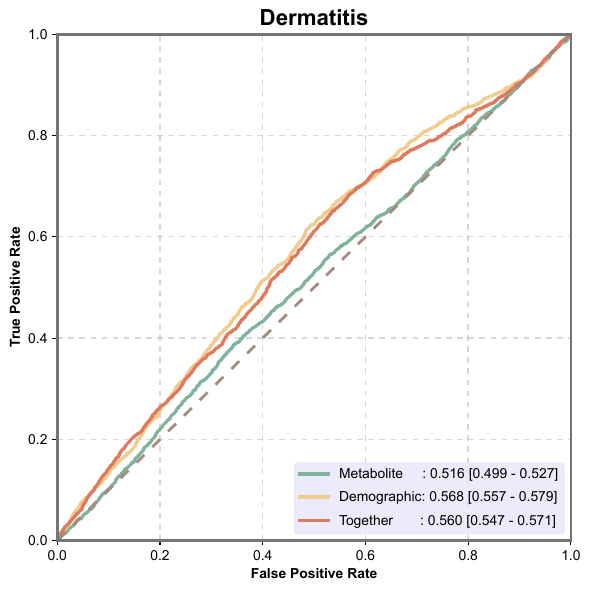 Dermatitis
1.0
0.8
0.6
0.4
0.2
0.0
True Positive Rate
Metabolite : 0.516 [0.499 - 0.527]
Demographic: 0.568 [0.557 - 0.579]
Together : 0.560 [0.547 - 0.571]
0.0 0.2 0.4 0.6 0.8 1.0
False Positive Rate